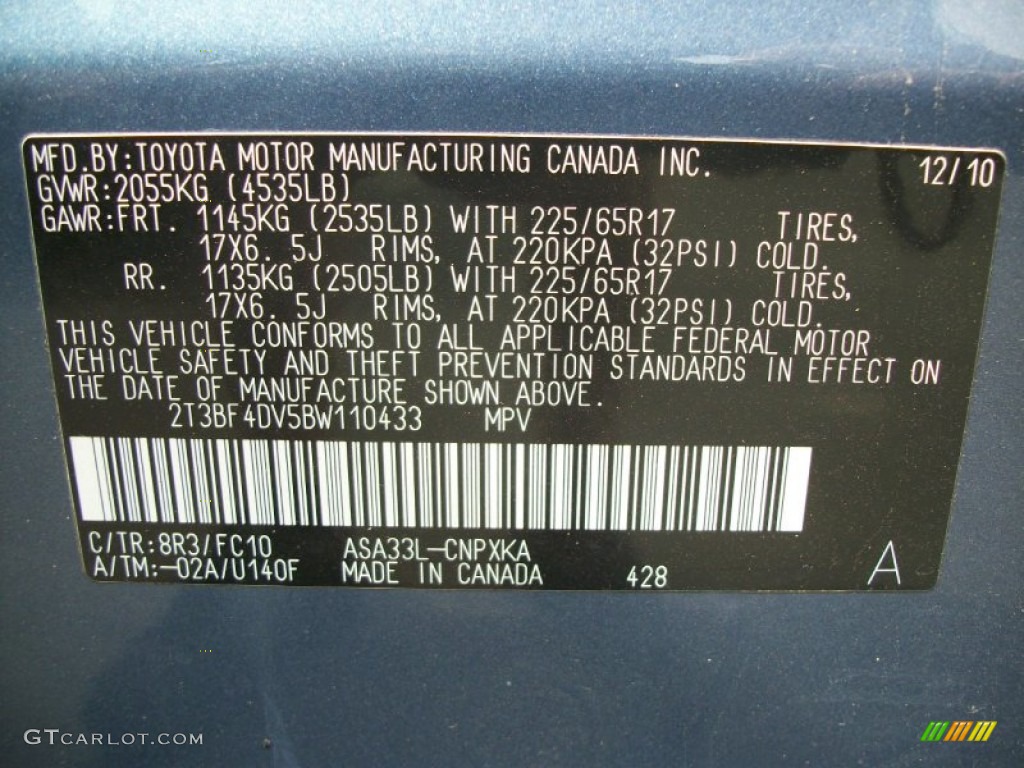 MFD.BY:TOYOTA MOTOR MANUFACTURING CANADA INC. 12/10
GVWR:2055KG (4535LB)
GAWR:FRT. 1145KG (2535LB) WITH 225/65R17 TIRES,
17X6. 5J RIMS, AT 220KPA (32PSI) COLD.
RR. 1135KG (2505LB) WITH 225/65R17 TIRES,
17X6. 5J RIMS, AT 220KPA (32PSI) COLD.
THIS VEHICLE CONFORMS TO ALL APPLICABLE FEDERAL MOTOR
VEHICLE SAFETY AND THEFT PREVENTION STANDARDS IN EFFECT ON
THE DATE OF MANUFACTURE SHOWN ABOVE.
2T3BF4DV5BW110433 MPV
C/TR:8R3/FC10 ASA33L-CNPXKA
A/TM:-02A/U140F MADE IN CANADA 428 A
GTCARLOT.COM